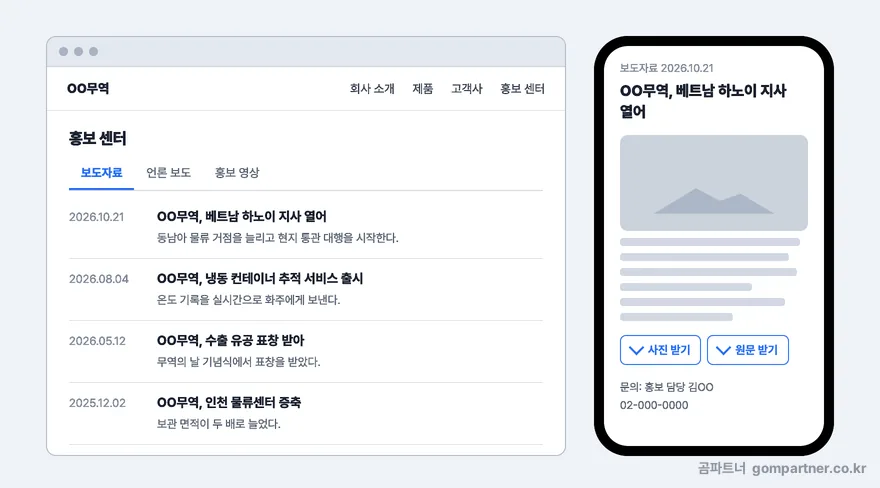 OO무역
회사 소개 제품 고객사 홍보 센터
홍보 센터
보도자료 언론 보도 홍보 영상
2026.10.21 OO무역, 베트남 하노이 지사 열어
동남아 물류 거점을 늘리고 현지 통관 대행을 시작한다.
2026.08.04 OO무역, 냉동 컨테이너 추적 서비스 출시
온도 기록을 실시간으로 화주에게 보낸다.
2026.05.12 OO무역, 수출 유공 표창 받아
무역의 날 기념식에서 표창을 받았다.
2025.12.02 OO무역, 인천 물류센터 증축
보관 면적이 두 배로 늘었다.
보도자료 2026.10.21
OO무역, 베트남 하노이 지사
열어
사진 받기 원문 받기
문의: 홍보 담당 김OO
02-000-0000
곰파트너 gompartner.co.kr